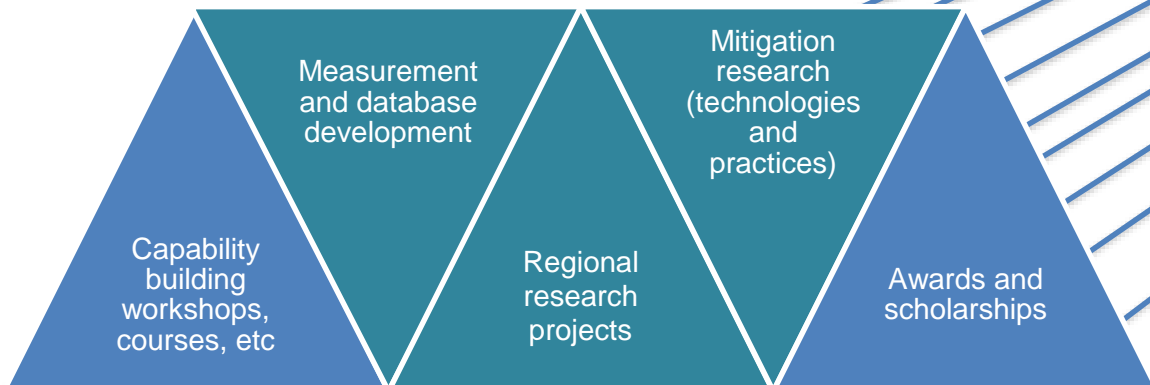 Capability
building
workshops,
courses, etc
Measurement
and database
development
Regional
research
projects
Mitigation
research
(technologies
and
practices)
Awards and
scholarships